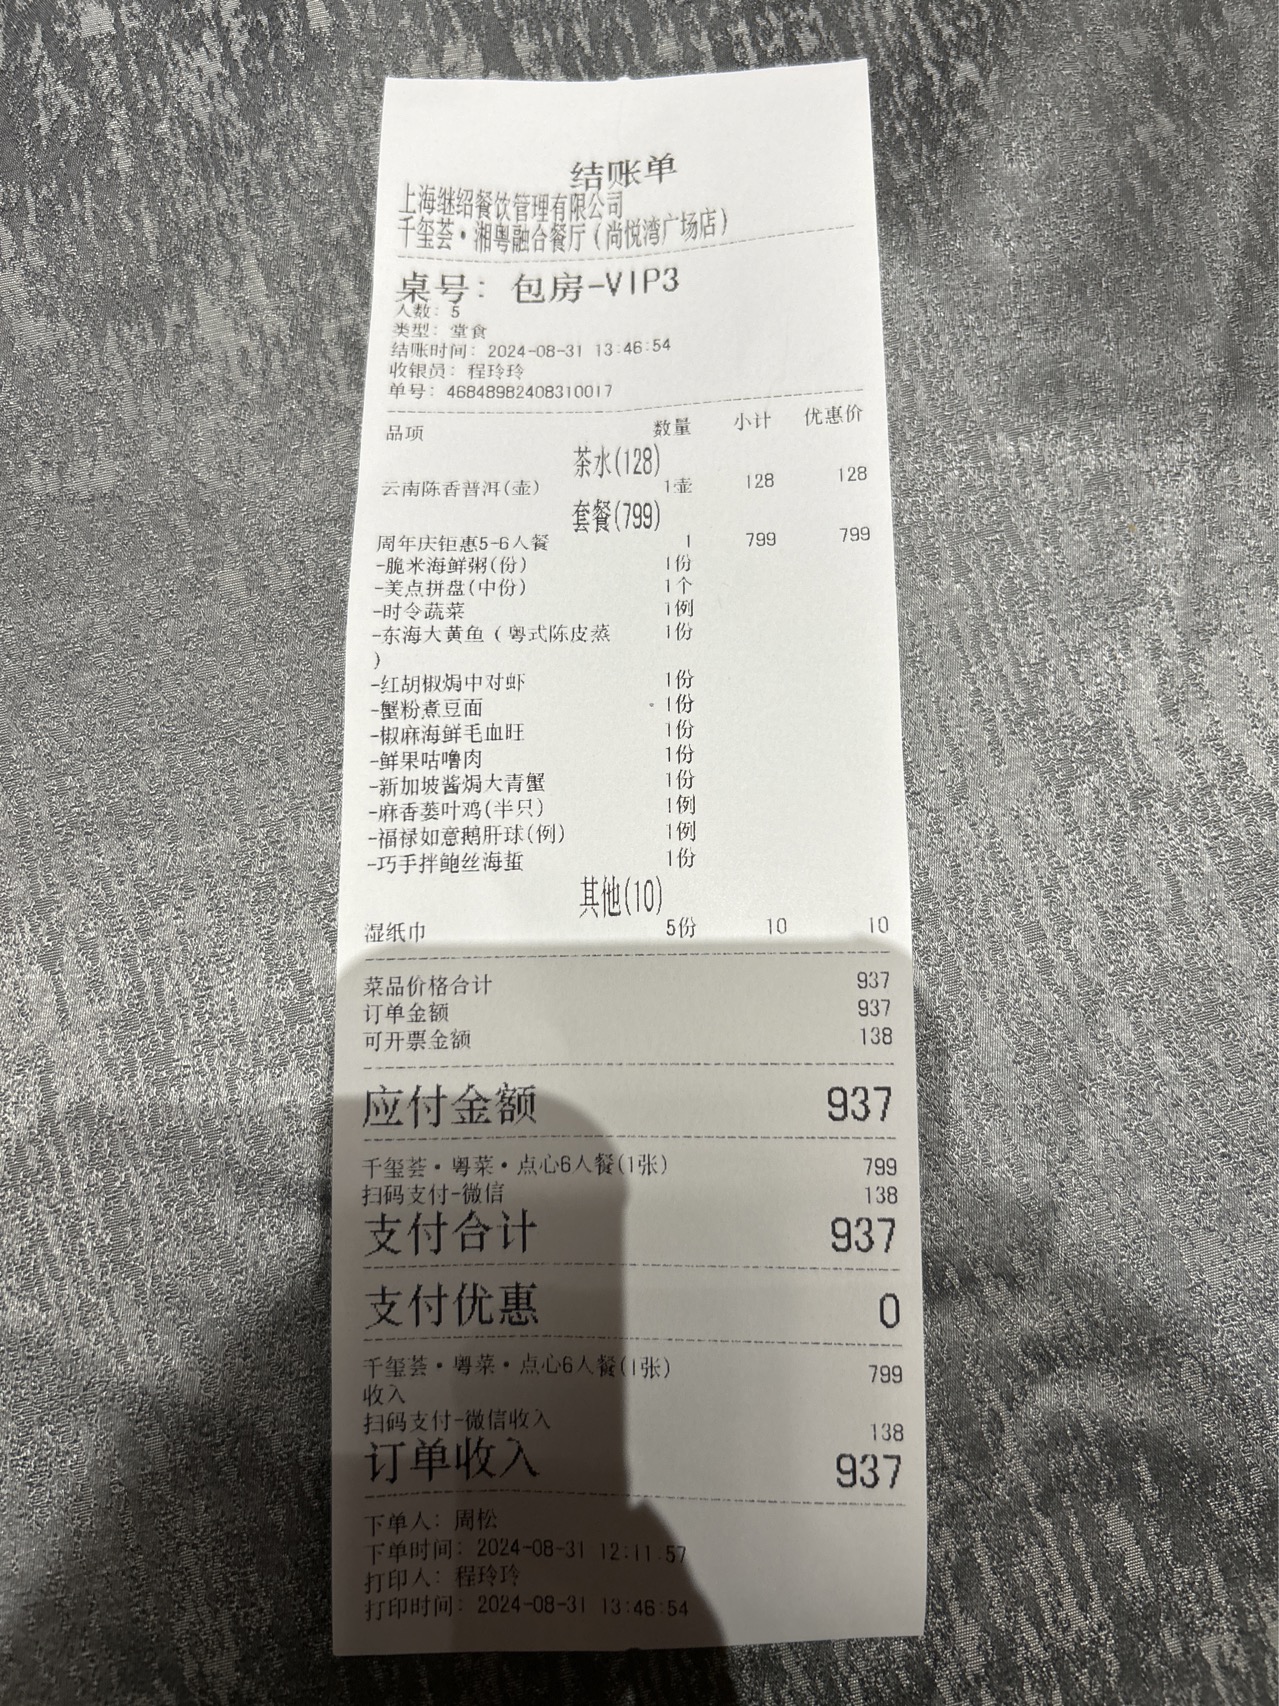 结账单
上海继绍餐饮管理有限公司
千玺荟·湘粤融合餐厅(尚悦湾广场店)
桌号: 包房-VIP3
人数: 5
类型: 堂食
结账时间: 2024-08-31 13:46:54
收银员: 程玲玲
单号: 46848982408310017
品项 数量 小计 优惠价
茶水(128)
云南陈香普洱(壶) 1壶 128 128
套餐(799)
周年庆钜惠5-6人餐 1 799 799
-脆米海鲜粥(份) 1份
-美点拼盘(中份) 1个
-时令蔬菜 1例
-东海大黄鱼(粤式陈皮蒸 1份
)
-红胡椒焗中对虾 1份
-蟹粉煮豆面 1份
-椒麻海鲜毛血旺 1份
-鲜果咕噜肉 1份
-新加坡酱焗大青蟹 1份
-麻香蒌叶鸡(半只) 1例
-福禄如意鹅肝球(例) 1例
-巧手拌鲍丝海蜇 1份
其他(10)
湿纸巾 5份 10 10
菜品价格合计 937
订单金额 937
可开票金额 138
应付金额 937
千玺荟·粤菜·点心6人餐(1张) 799
扫码支付-微信 138
支付合计 937
支付优惠 0
千玺荟·粤菜·点心6人餐(1张) 799
收入
扫码支付-微信收入 138
订单收入 937
下单人: 周松
下单时间: 2024-08-31 12:11:57
打印人: 程玲玲
打印时间: 2024-08-31 13:46:54